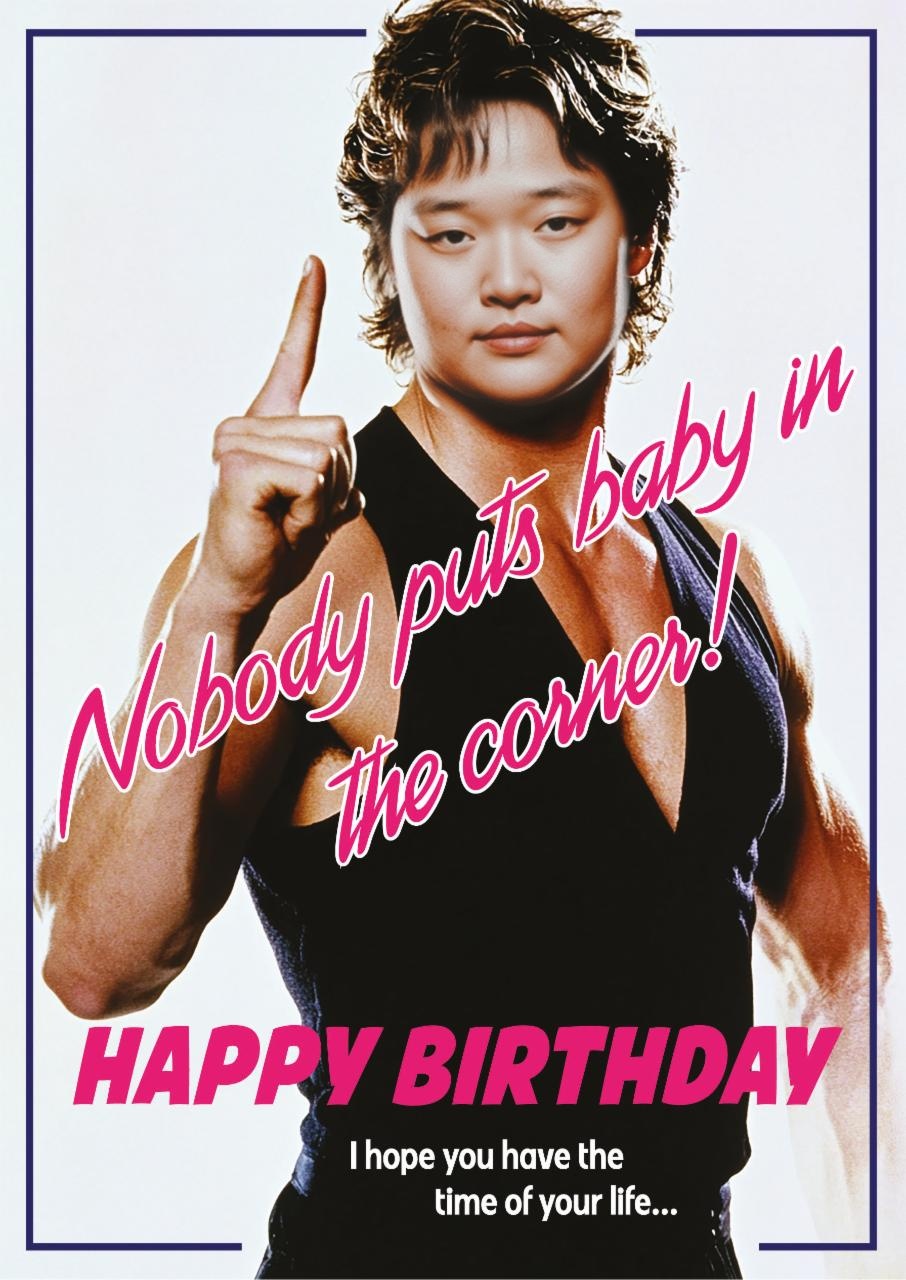 Nobody puts baby in
the corner!
HAPPY BIRTHDAY
I hope you have the
time of your life...